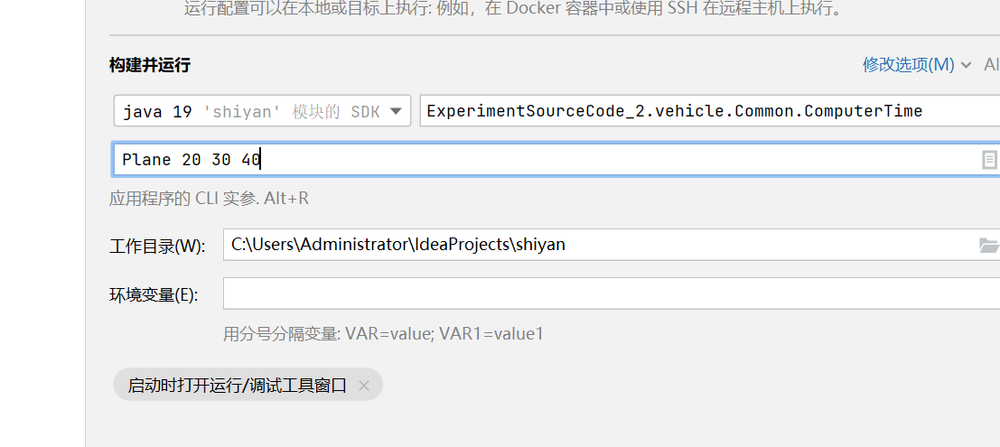 运行配置可以在本地或目标上执行: 例如，在 Docker 容器中或使用 SSH 在远程主机上执行。
构建并运行 修改选项(M) Al
java 19 'shiyan' 模块的 SDK ExperimentSourceCode_2.vehicle.Common.ComputerTime
Plane 20 30 40
应用程序的 CLI 实参. Alt+R
工作目录(W): C:\Users\Administrator\IdeaProjects\shiyan
环境变量(E):
用分号分隔变量: VAR=value; VAR1=value1
启动时打开运行/调试工具窗口 ×